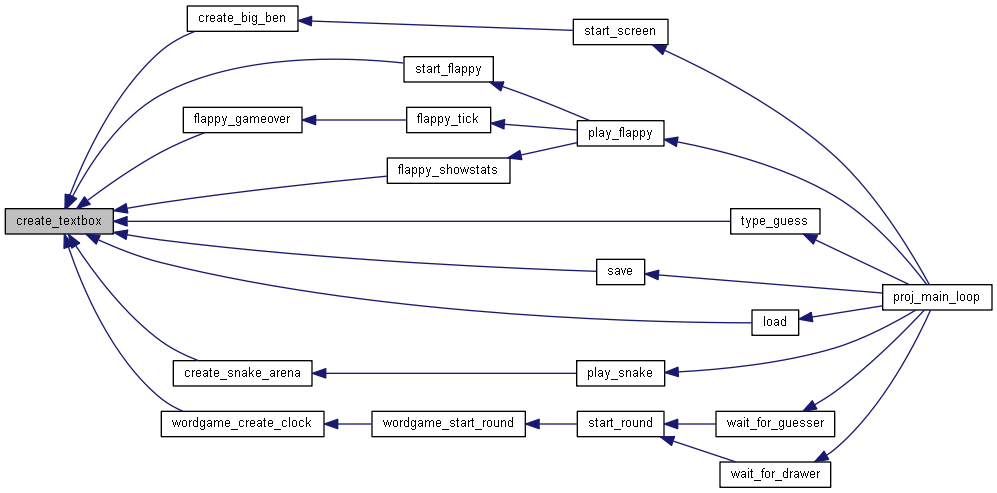 create_big_ben
start_screen
start_flappy
flappy_gameover
flappy_tick
play_flappy
flappy_showstats
create_textbox
type_guess
save
proj_main_loop
load
create_snake_arena
play_snake
wordgame_create_clock
wordgame_start_round
start_round
wait_for_guesser
wait_for_drawer